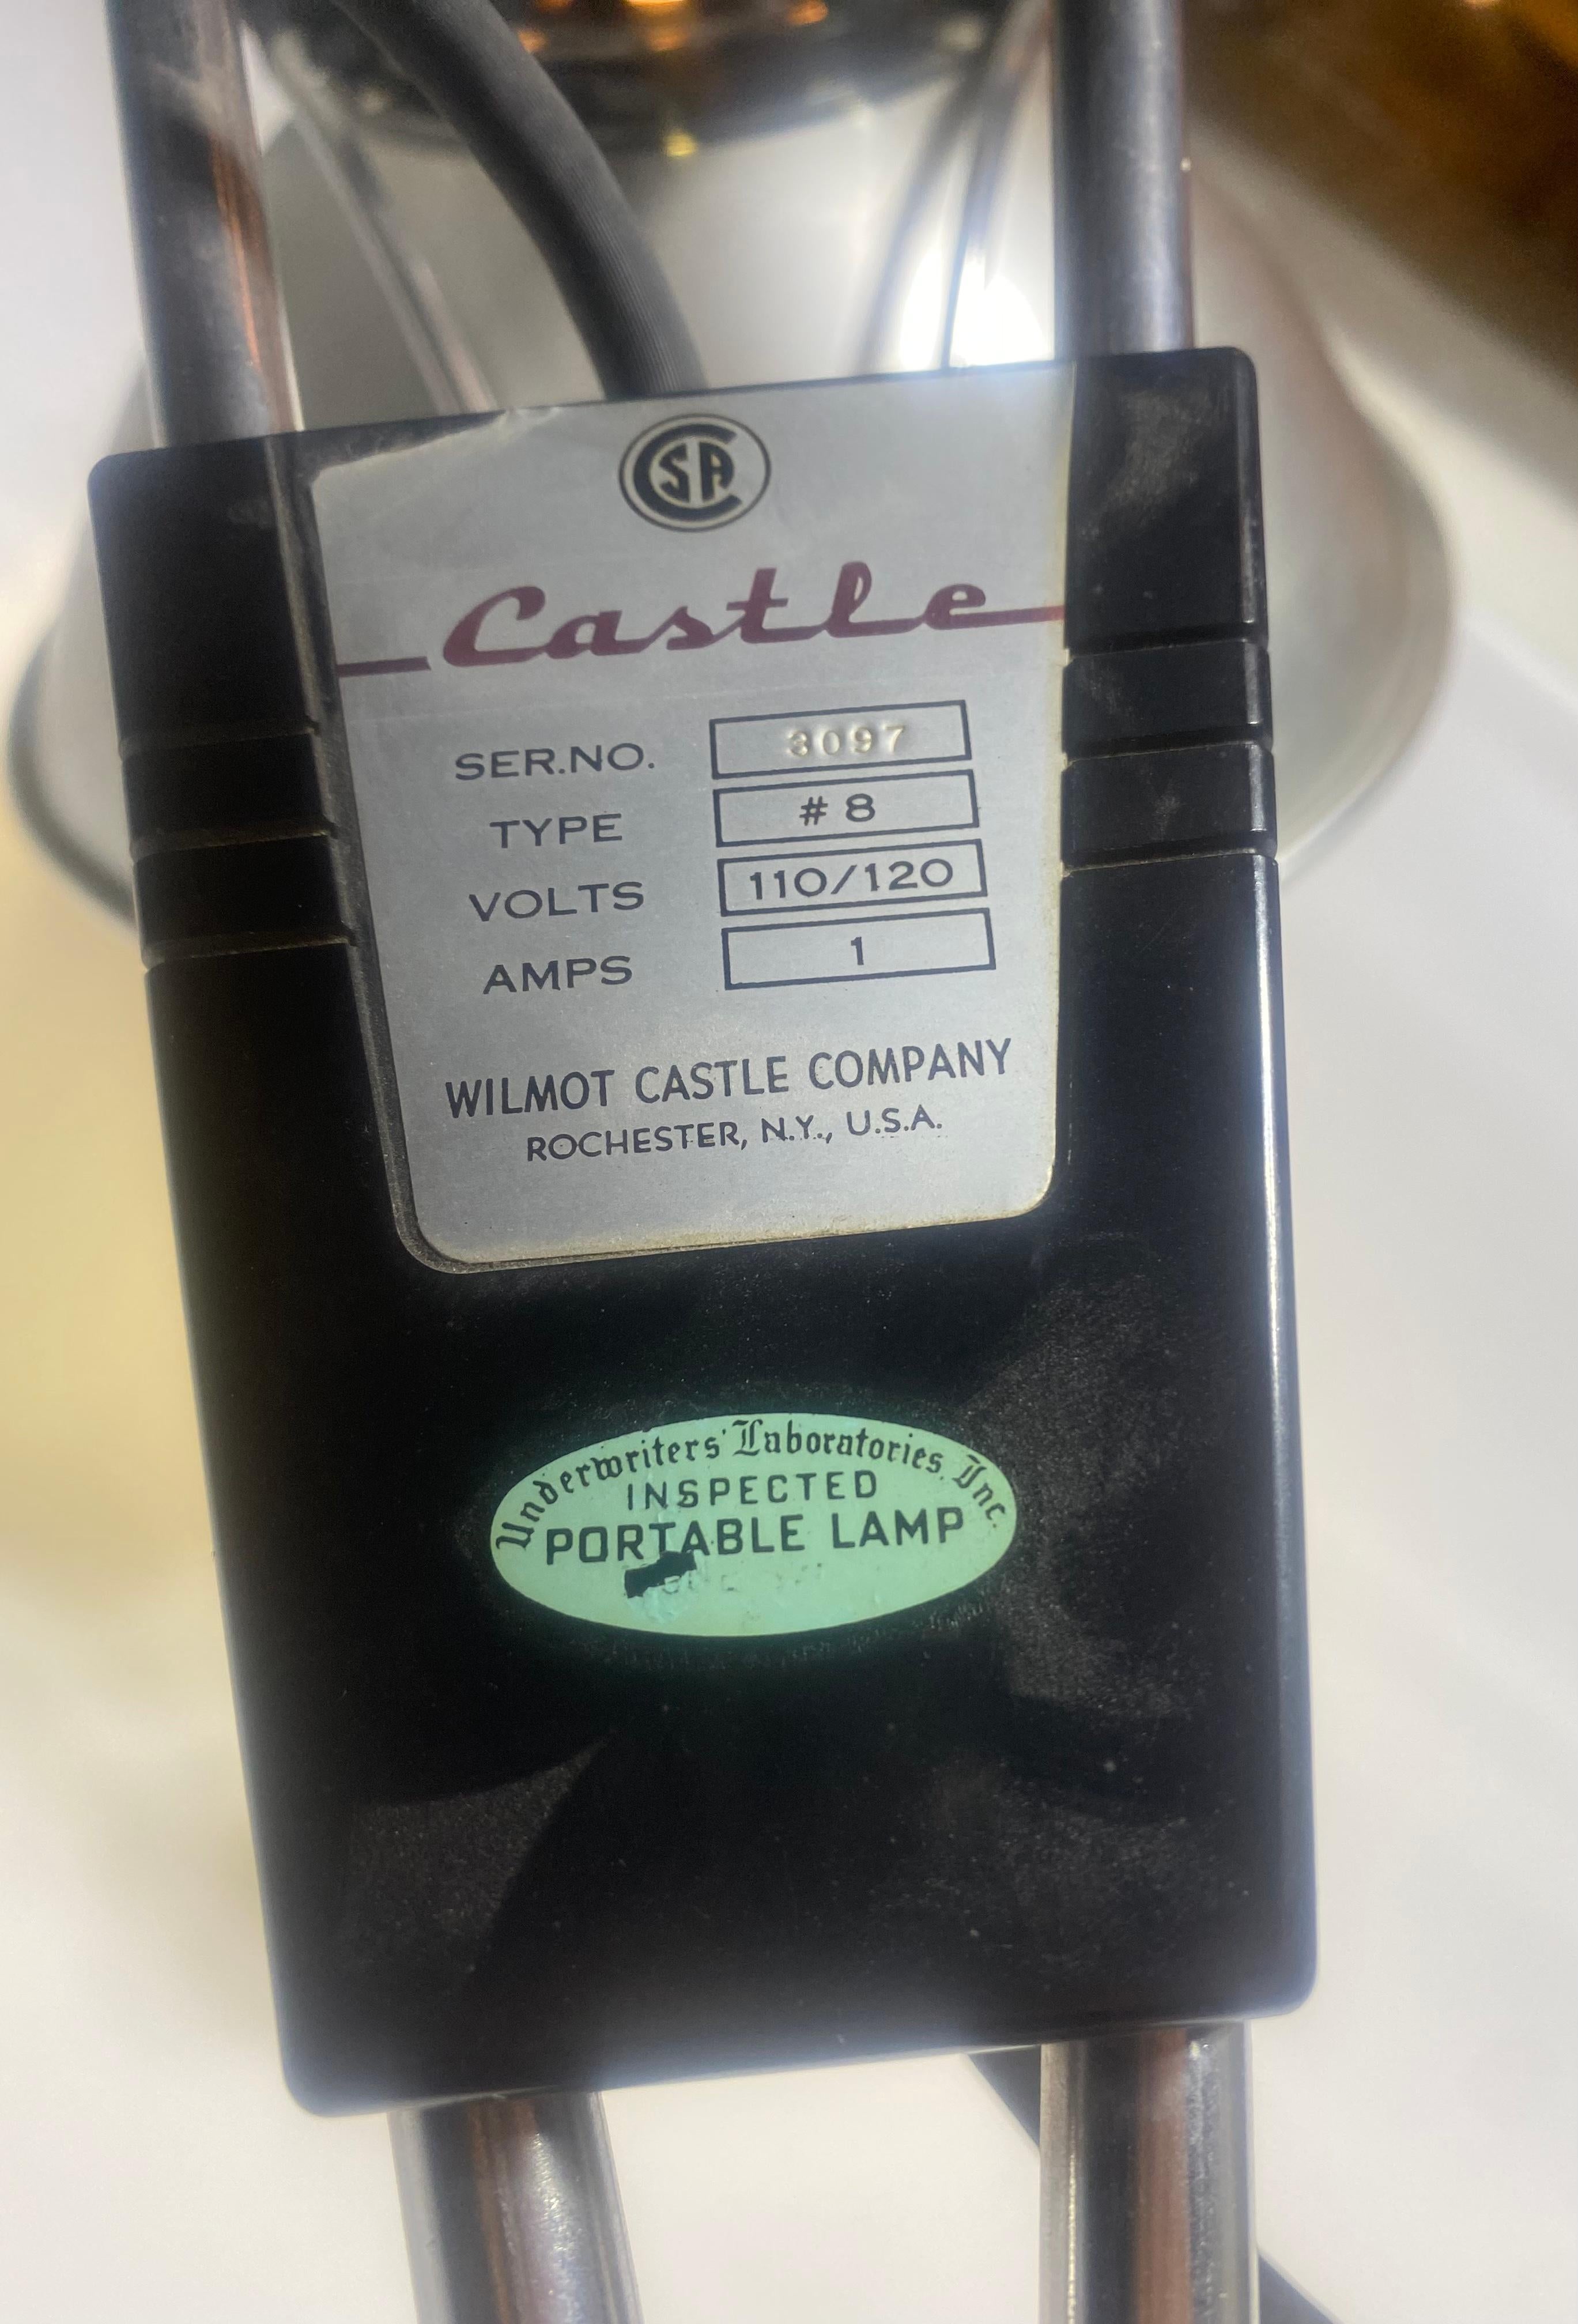 CSA
Castle
SER.NO. 3097
TYPE #8
VOLTS 110/120
AMPS 1
WILMOT CASTLE COMPANY
ROCHESTER, N.Y., U.S.A.
Underwriters' Laboratories, Inc.
INSPECTED
PORTABLE LAMP